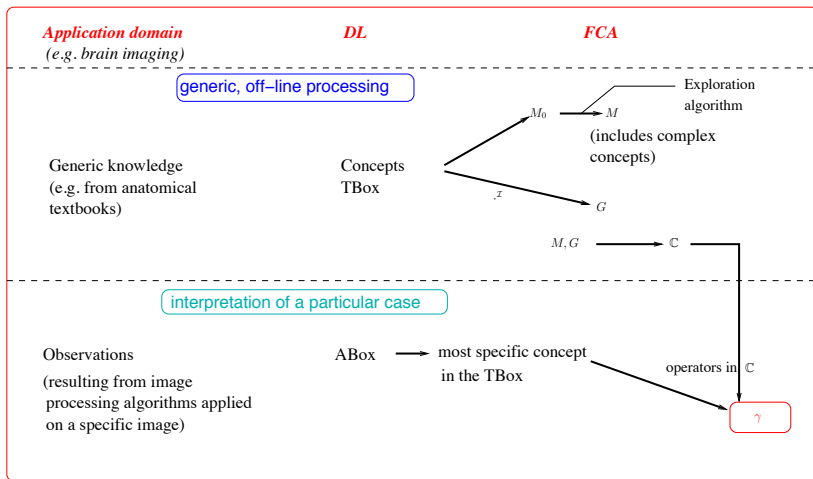 Application domain DL FCA
(e.g. brain imaging)
generic, off–line processing
Exploration
algorithm
M₀ M
(includes complex
concepts)
Generic knowledge
(e.g. from anatomical
textbooks)
Concepts
TBox
.ℐ
G
M, G ℂ
interpretation of a particular case
Observations
(resulting from image
processing algorithms applied
on a specific image)
ABox most specific concept
in the TBox
operators in ℂ
γ